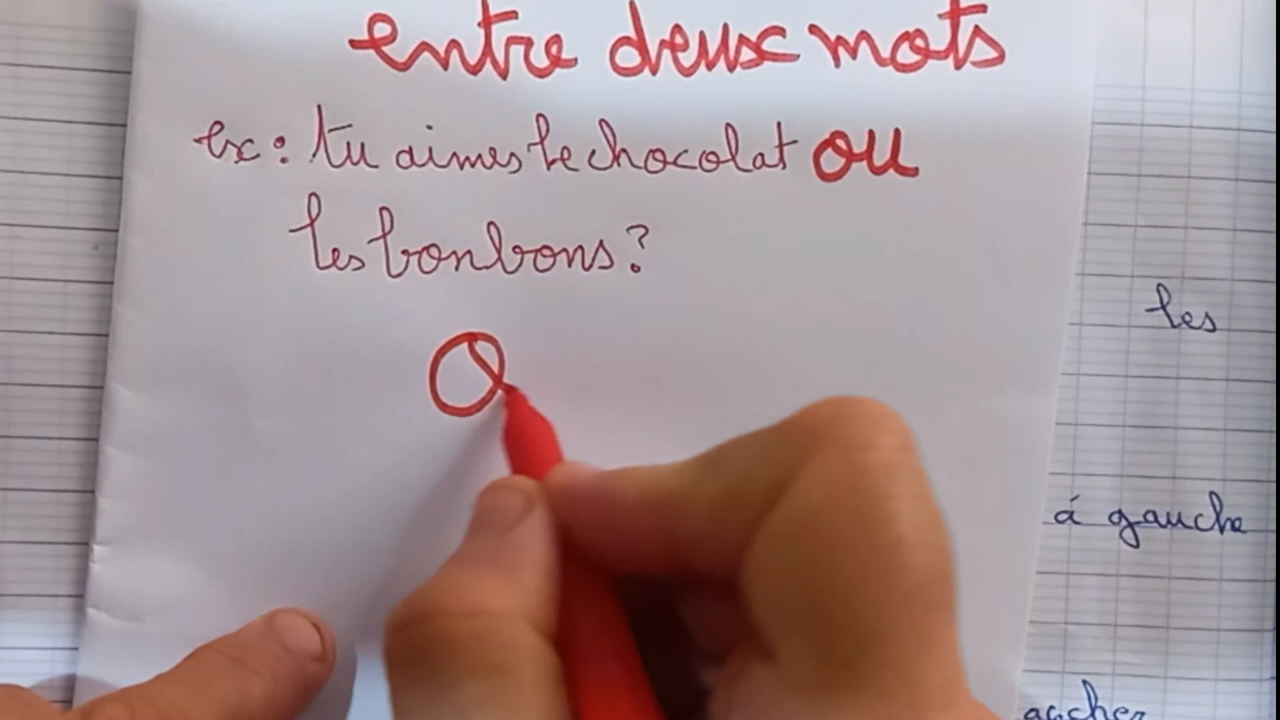 entre deux mots
ex : tu aimes le chocolat ou
les bonbons ?
O
les
á gauche